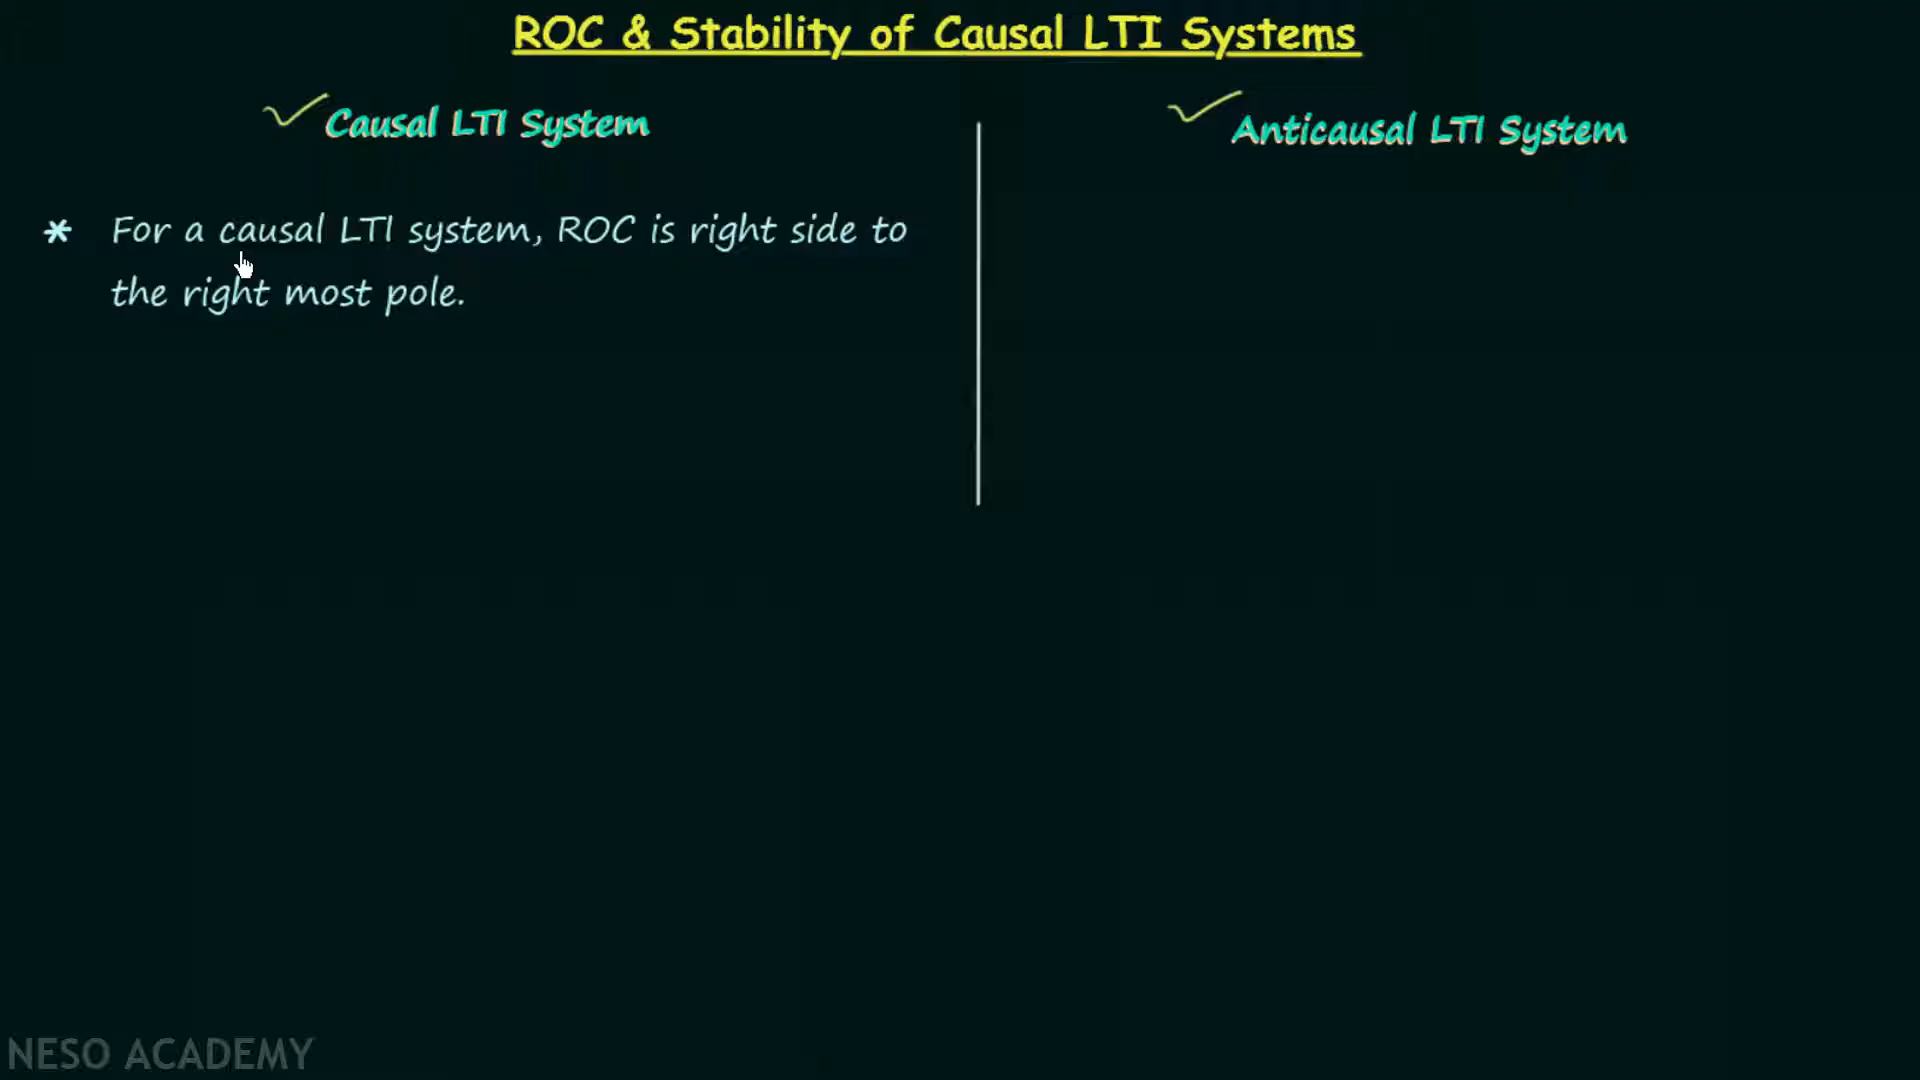 ROC & Stability of Causal LTI Systems
Causal LTI System
* For a causal LTI system, ROC is right side to
the right most pole.
Anticausal LTI System
NESO ACADEMY